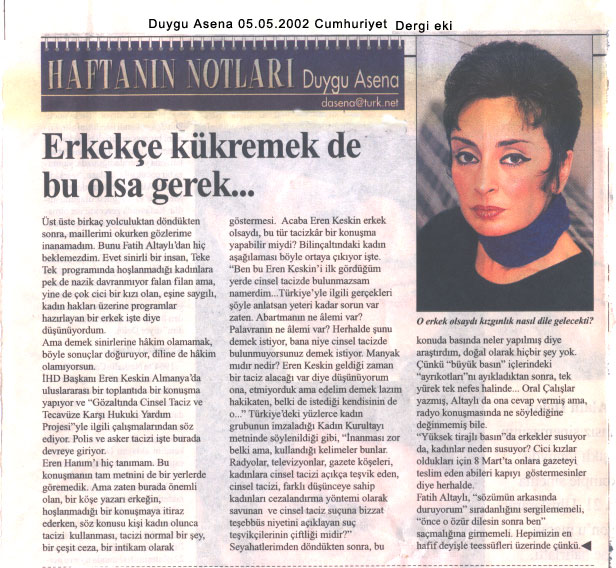 Duygu Asena 05.05.2002 Cumhuriyet Dergi eki
HAFTANIN NOTLARI Duygu Asena
dasena@turk.net
Erkekçe kükremek de
bu olsa gerek...
Üst üste birkaç yolculuktan döndükten
sonra, maillerimi okurken gözlerime
inanamadım. Bunu Fatih Altaylı'dan hiç
beklemezdim. Evet sinirli bir insan, Teke
Tek programında hoşlanmadığı kadınlara
pek de nazik davranmıyor falan filan ama,
yine de çok cici bir kızı olan, eşine saygılı,
kadın hakları üzerine programlar
hazırlayan bir erkek işte diye
düşünüyordum.
Ama demek sinirlerine hâkim olamamak,
böyle sonuçlar doğuruyor, diline de hâkim
olamıyorsun.
İHD Başkanı Eren Keskin Almanya'da
uluslararası bir toplantıda bir konuşma
yapıyor ve "Gözaltında Cinsel Taciz ve
Tecavüze Karşı Hukuki Yardım
Projesi"yle ilgili çalışmalarından söz
ediyor. Polis ve asker tacizi işte burada
devreye giriyor.
Eren Hanım'ı hiç tanımam. Bu
konuşmanın tam metnini de bir yerlerde
göremedik. Ama zaten burada önemli
olan, bir köşe yazarı erkeğin,
hoşlanmadığı bir konuşmaya itiraz
ederken, söz konusu kişi kadın olunca
tacizi kullanması, tacizi normal bir şey,
bir çeşit ceza, bir intikam olarak
göstermesi. Acaba Eren Keskin erkek
olsaydı, bu tür tacizkâr bir konuşma
yapabilir miydi? Bilinçaltındaki kadın
aşağılaması böyle ortaya çıkıyor işte.
"Ben bu Eren Keskin'i ilk gördüğüm
yerde cinsel tacizde bulunmazsam
namerdim...Türkiye'yle ilgili gerçekleri
şöyle anlatsan yeteri kadar sorun var
zaten. Abartmanın ne âlemi var?
Palavranın ne âlemi var? Herhalde şunu
demek istiyor, bana niye cinsel tacizde
bulunmuyorsunuz demek istiyor. Manyak
mıdır nedir? Eren Keskin geldiği zaman
bir taciz alacağı var diye düşünüyorum
ona, etmiyorduk ama edelim demek lazım
hakikaten, belki de istediği kendisinin de
o..." Türkiye'deki yüzlerce kadın
grubunun imzaladığı Kadın Kurultayı
metninde söylenildiği gibi, "İnanması zor
belki ama, kullandığı kelimeler bunlar.
Radyolar, televizyonlar, gazete köşeleri,
kadınlara cinsel tacizi açıkça teşvik eden,
cinsel tacizi, farklı düşünceye sahip
kadınları cezalandırma yöntemi olarak
savunan ve cinsel taciz suçuna bizzat
teşebbüs niyetini açıklayan suç
teşvikçilerinin çiftliği midir?"
Seyahatlerimden döndükten sonra, bu
O erkek olsaydı kızgınlık nasıl dile gelecekti?
konuda basında neler yapılmış diye
araştırdım, doğal olarak hiçbir şey yok.
Çünkü "büyük basın" içlerindeki
"ayrıkotları"nı ayıkladıktan sonra, tek
yürek tek nefes halinde... Oral Çalışlar
yazmış, Altaylı da ona cevap vermiş ama,
radyo konuşmasında ne söylediğine
değinmemiş bile.
"Yüksek tirajlı basın"da erkekler susuyor
da, kadınlar neden susuyor? Cici kızlar
oldukları için 8 Mart'ta onlara gazeteyi
teslim eden abileri kapıyı göstermesinler
diye herhalde.
Fatih Altaylı, "sözümün arkasında
duruyorum" sıradanlığını sergilememeli,
"önce o özür dilesin sonra ben"
saçmalığına girmemeli. Hepimizin en
hafif deyişle teessüfleri üzerinde çünkü.